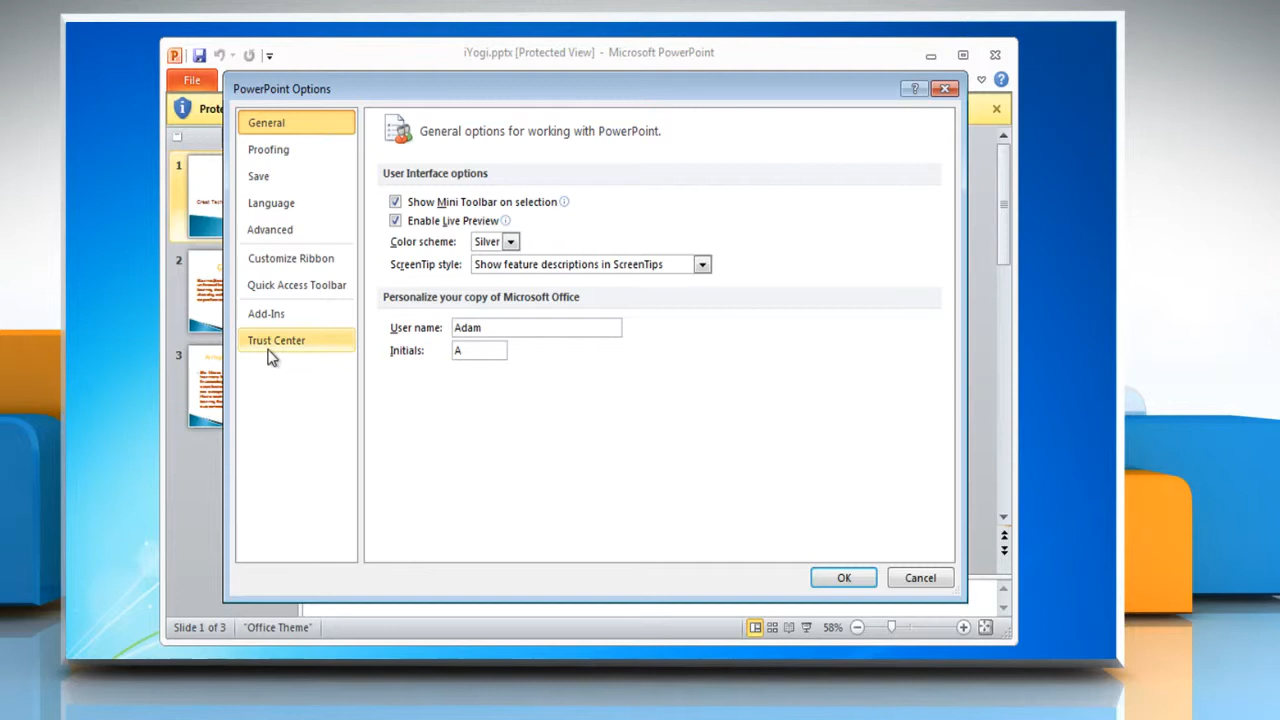 iYogi.pptx [Protected View] - Microsoft PowerPoint
File
PowerPoint Options
Prote
General
Proofing
Save
Language
Advanced
Customize Ribbon
Quick Access Toolbar
Add-Ins
Trust Center
General options for working with PowerPoint.
User Interface options
Show Mini Toolbar on selection
Enable Live Preview
Color scheme: Silver
ScreenTip style: Show feature descriptions in ScreenTips
Personalize your copy of Microsoft Office
User name: Adam
Initials: A
1
2
3
OK Cancel
Slide 1 of 3 "Office Theme" 58%